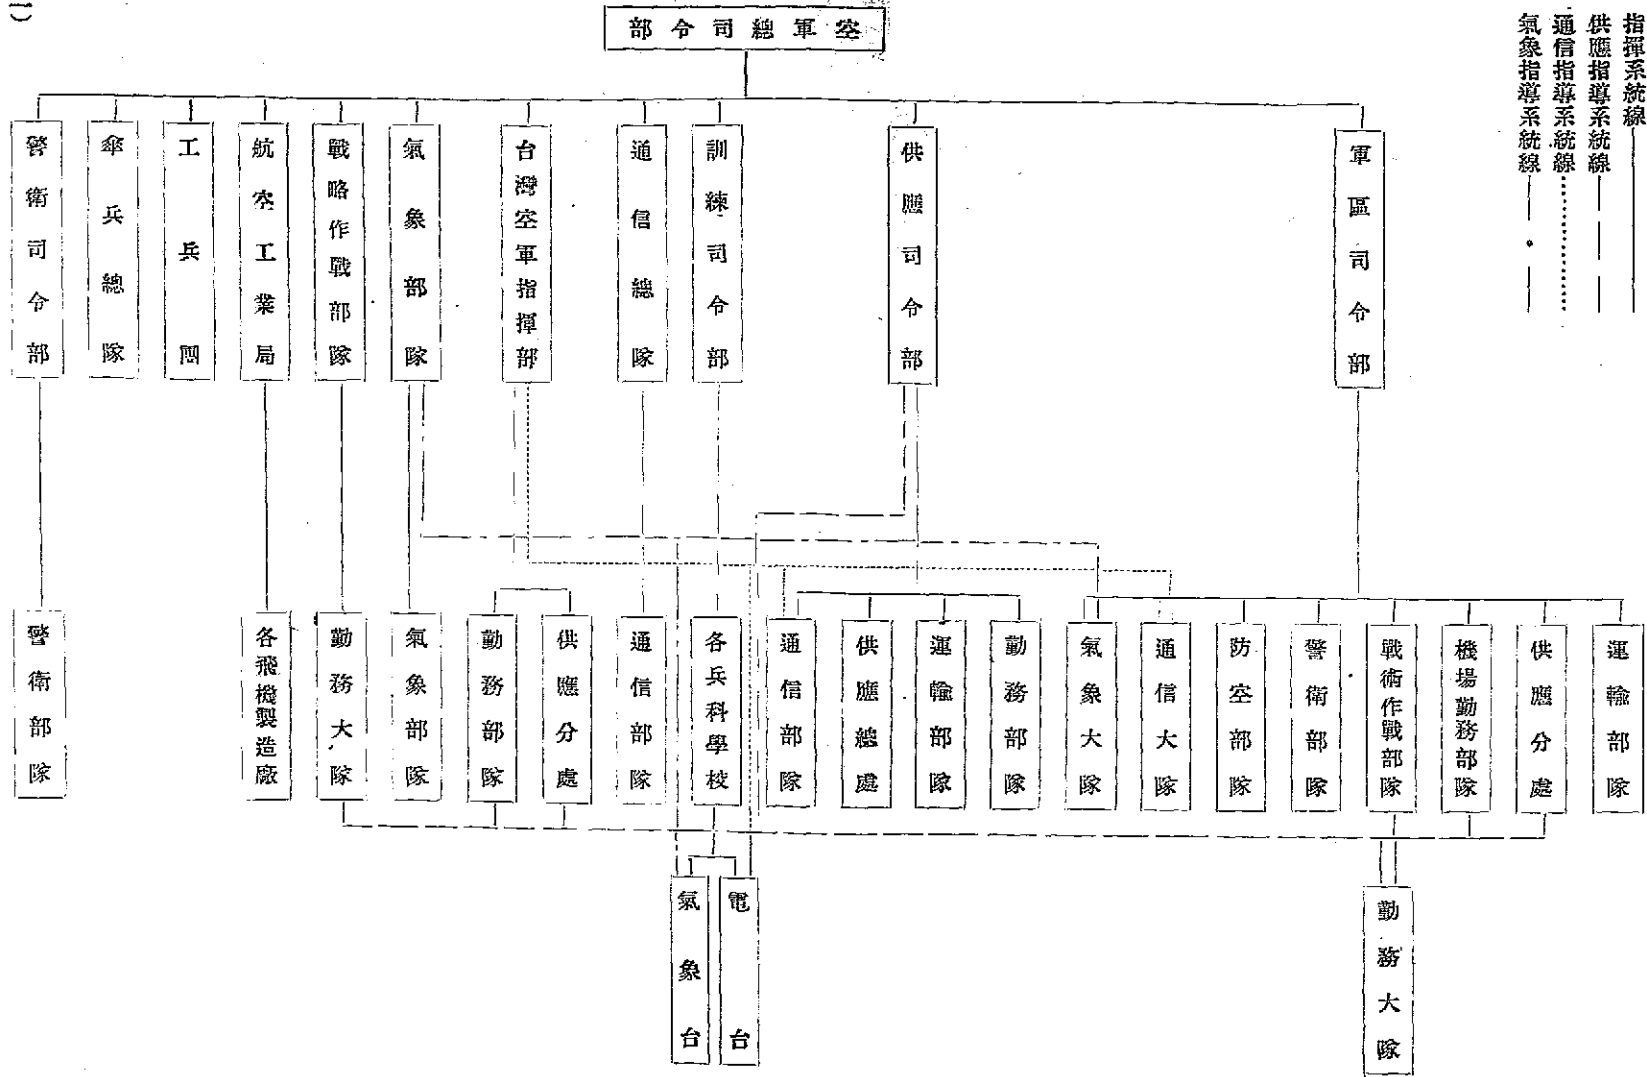 指揮系統線
供應指導系統線
通信指導系統線
氣象指導系統線
空軍總司令部
軍區司令部
供應司令部
訓練司令部
通信總隊
台灣空軍指揮部
氣象部隊
戰略作戰部隊
航空工業局
工兵團
傘兵總隊
警衛司令部
運輸部隊
供應分處
機場勤務部隊
戰術作戰部隊
警衛部隊
防空部隊
通信大隊
氣象大隊
勤務部隊
運輸部隊
供應總處
通信部隊
各兵科學校
通信部隊
供應分處
勤務部隊
氣象部隊
勤務大隊
各飛機製造廠
警衛部隊
勤務大隊
電台
氣象台